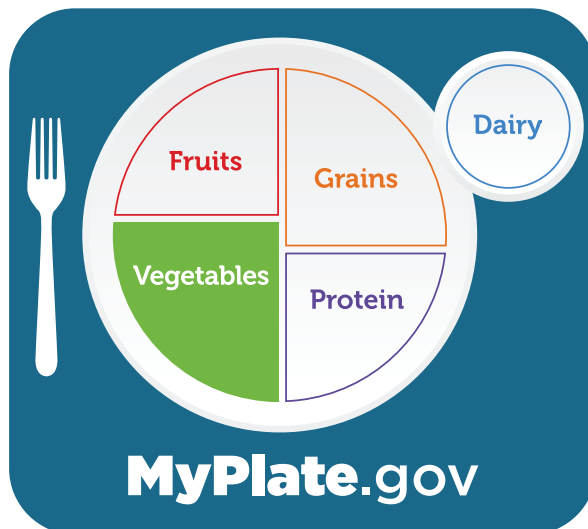 Dairy
Fruits
Grains
Vegetables
Protein
MyPlate.gov